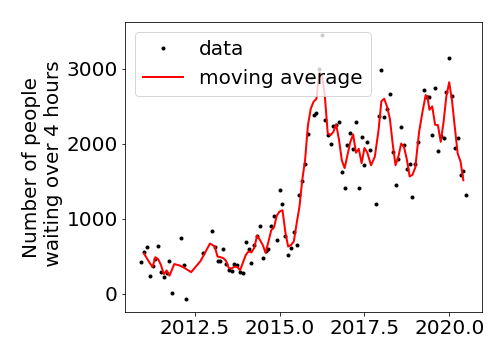 data
moving average
Number of people
waiting over 4 hours
3000
2000
1000
0
2012.5 2015.0 2017.5 2020.0